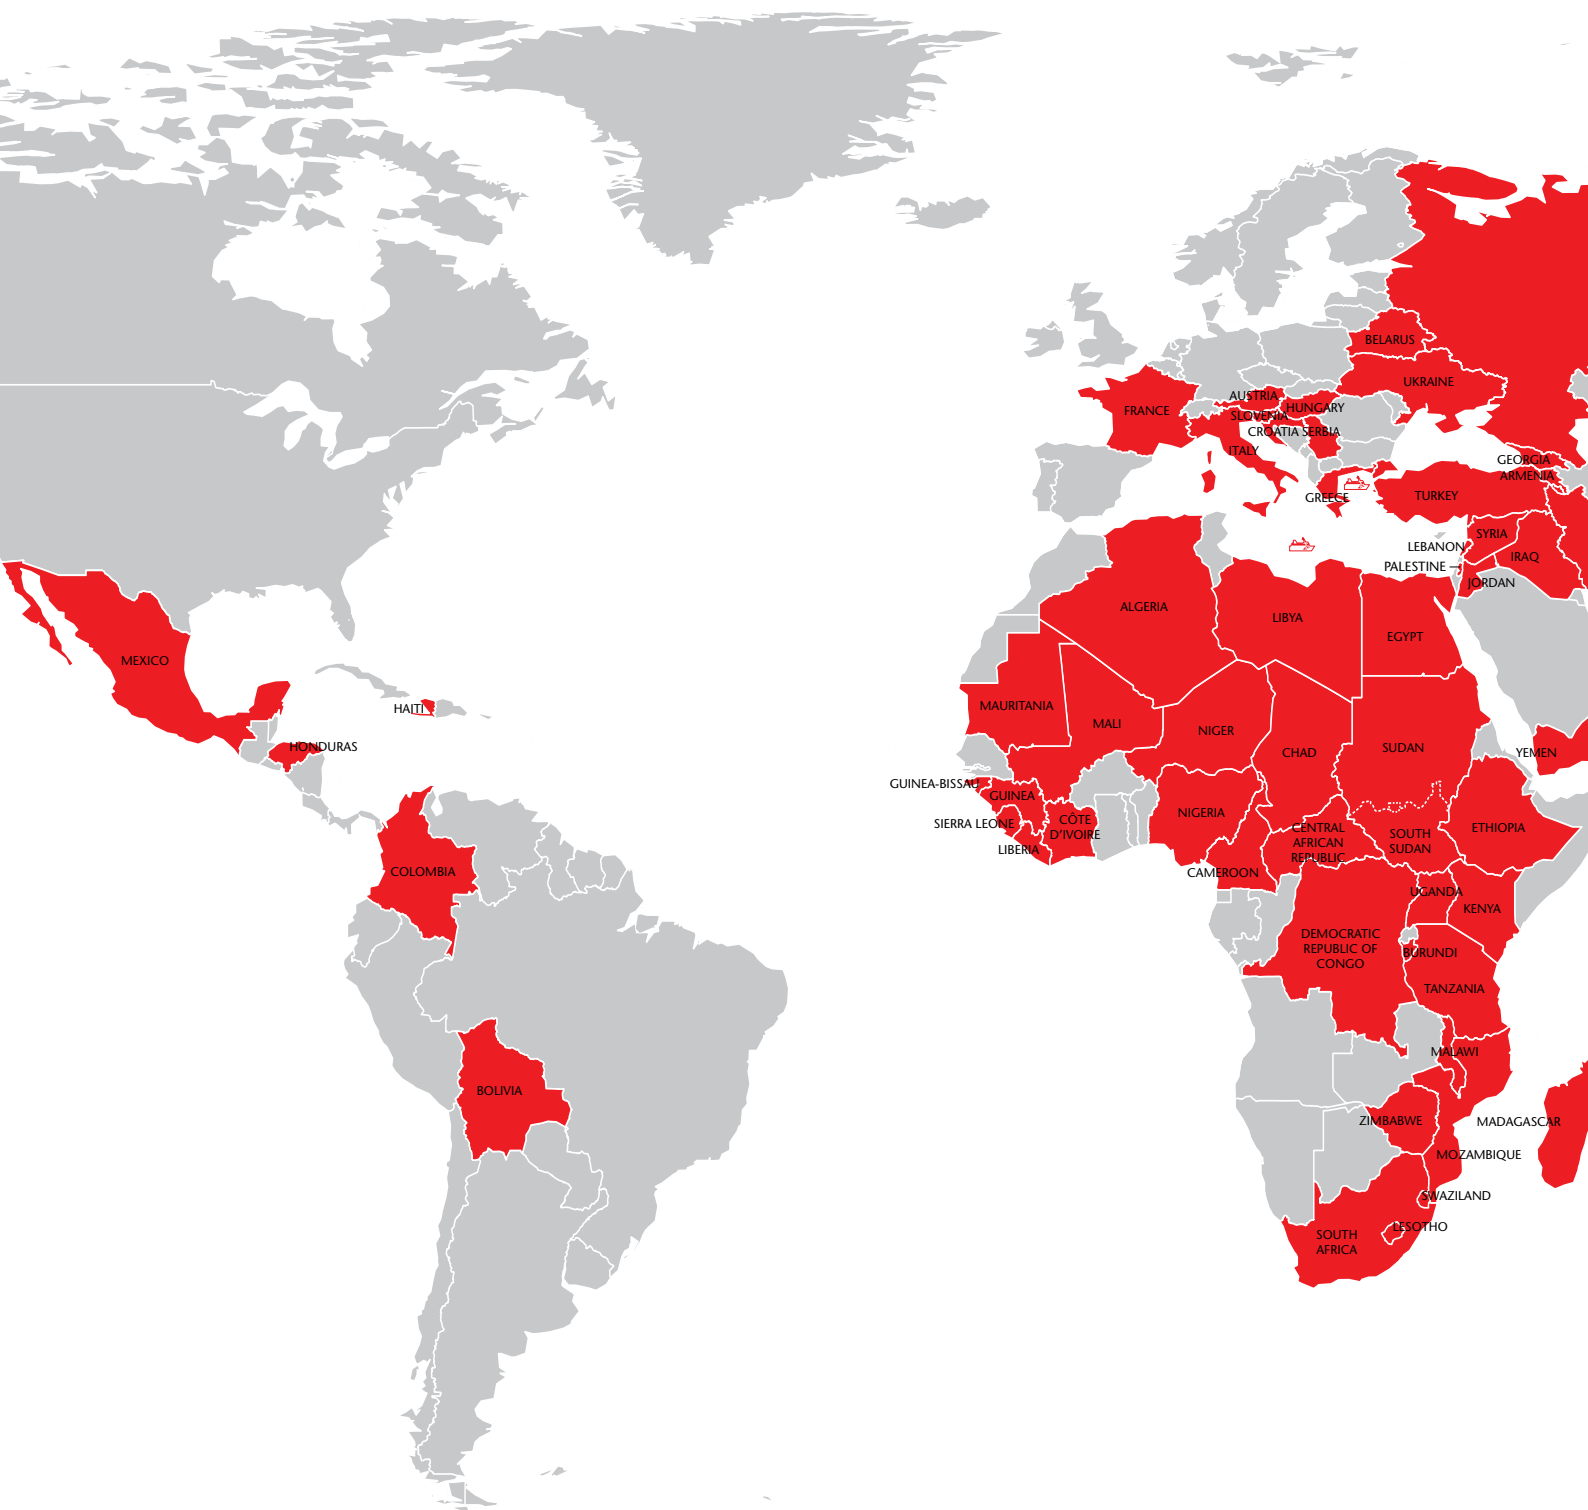 BELARUS
UKRAINE
AUSTRIA
FRANCE
HUNGARY
SLOVENIA
CROATIA
SERBIA
ITALY
GEORGIA
ARMENIA
GREECE
TURKEY
SYRIA
LEBANON
IRAQ
PALESTINE
JORDAN
ALGERIA
LIBYA
EGYPT
MEXICO
HAITI
MAURITANIA
MALI
NIGER
CHAD
SUDAN
YEMEN
HONDURAS
GUINEA-BISSAU
GUINEA
NIGERIA
SIERRA LEONE
CÔTE
D'IVOIRE
LIBERIA
CENTRAL
AFRICAN
REPUBLIC
SOUTH
SUDAN
ETHIOPIA
CAMEROON
COLOMBIA
UGANDA
KENYA
DEMOCRATIC
REPUBLIC OF
CONGO
BURUNDI
TANZANIA
MALAWI
BOLIVIA
ZIMBABWE
MADAGASCAR
MOZAMBIQUE
SWAZILAND
LESOTHO
SOUTH
AFRICA